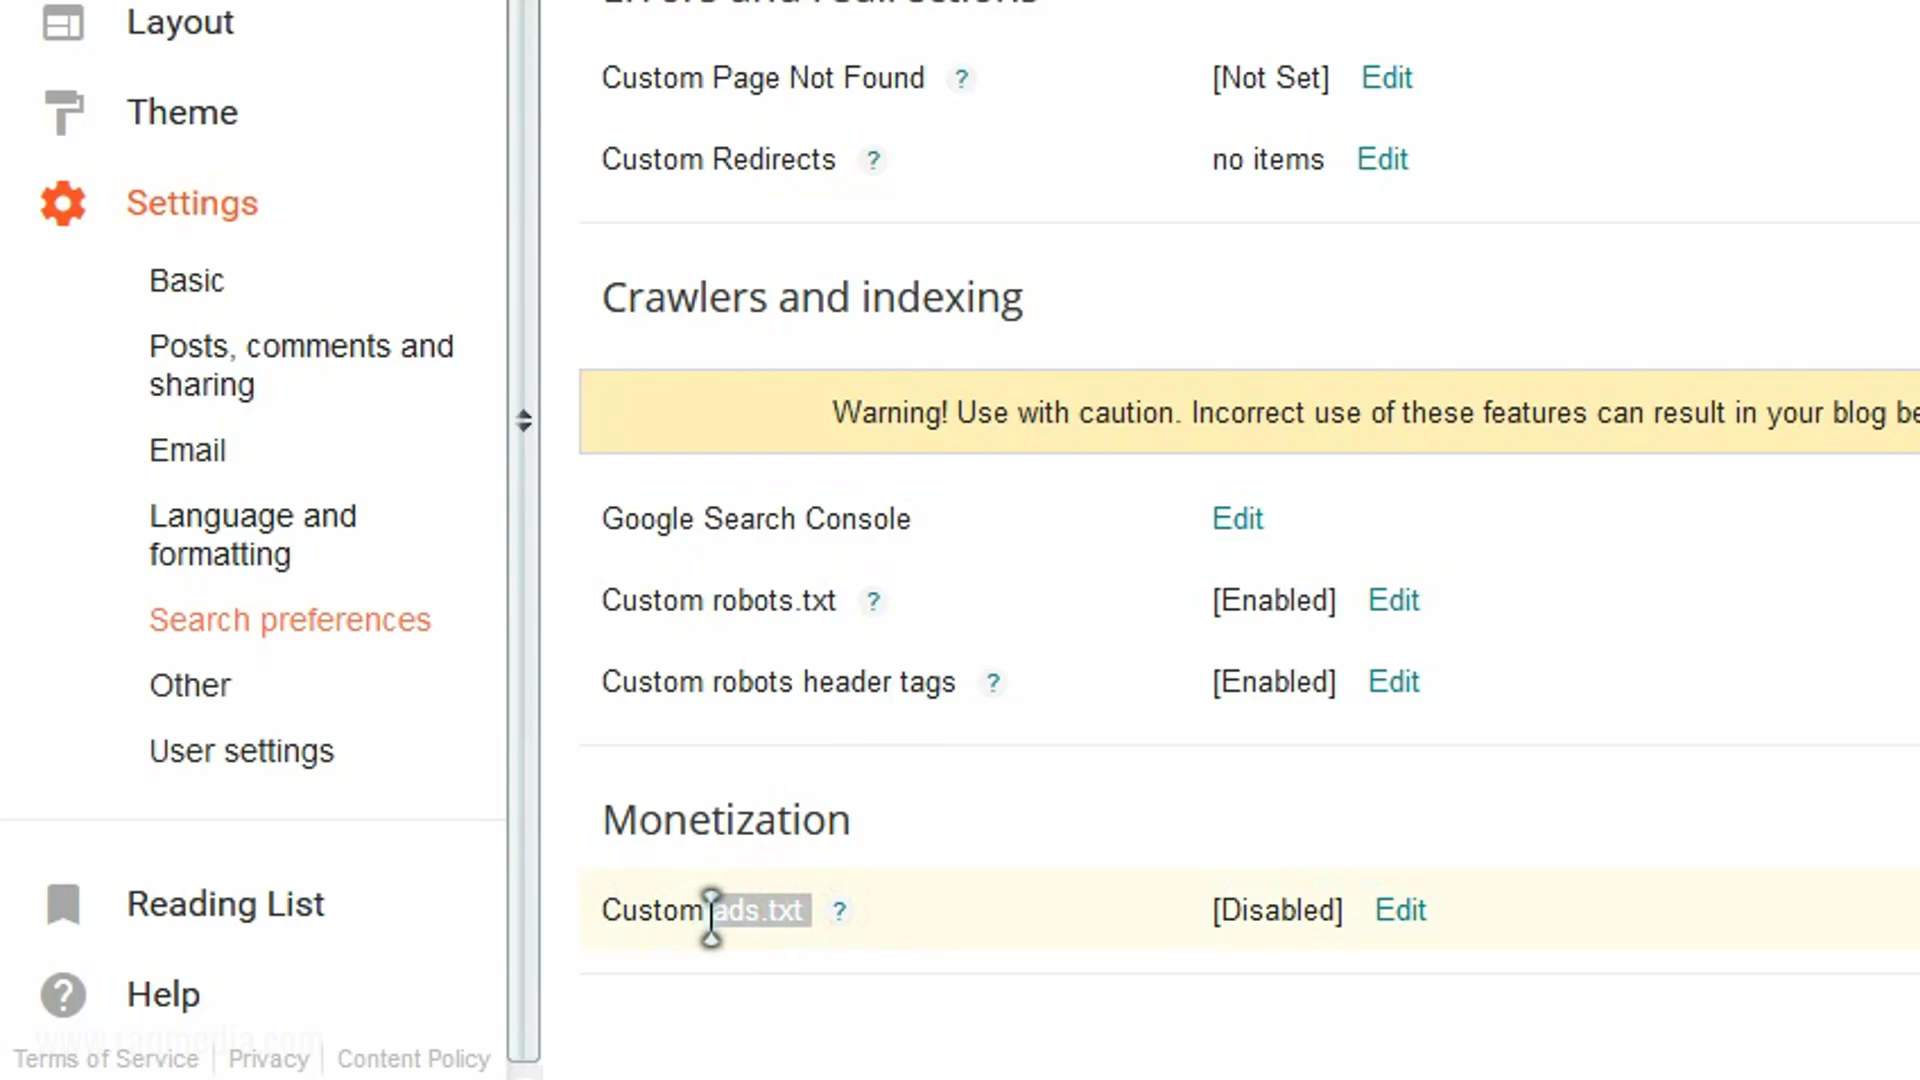 Layout
Theme
Settings
Basic
Posts, comments and
sharing
Email
Language and
formatting
Search preferences
Other
User settings
Reading List
Help
Terms of Service | Privacy | Content Policy
Errors and redirections
Custom Page Not Found ? [Not Set] Edit
Custom Redirects ? no items Edit
Crawlers and indexing
Warning! Use with caution. Incorrect use of these features can result in your blog be
Google Search Console Edit
Custom robots.txt ? [Enabled] Edit
Custom robots header tags ? [Enabled] Edit
Monetization
Custom ads.txt ? [Disabled] Edit